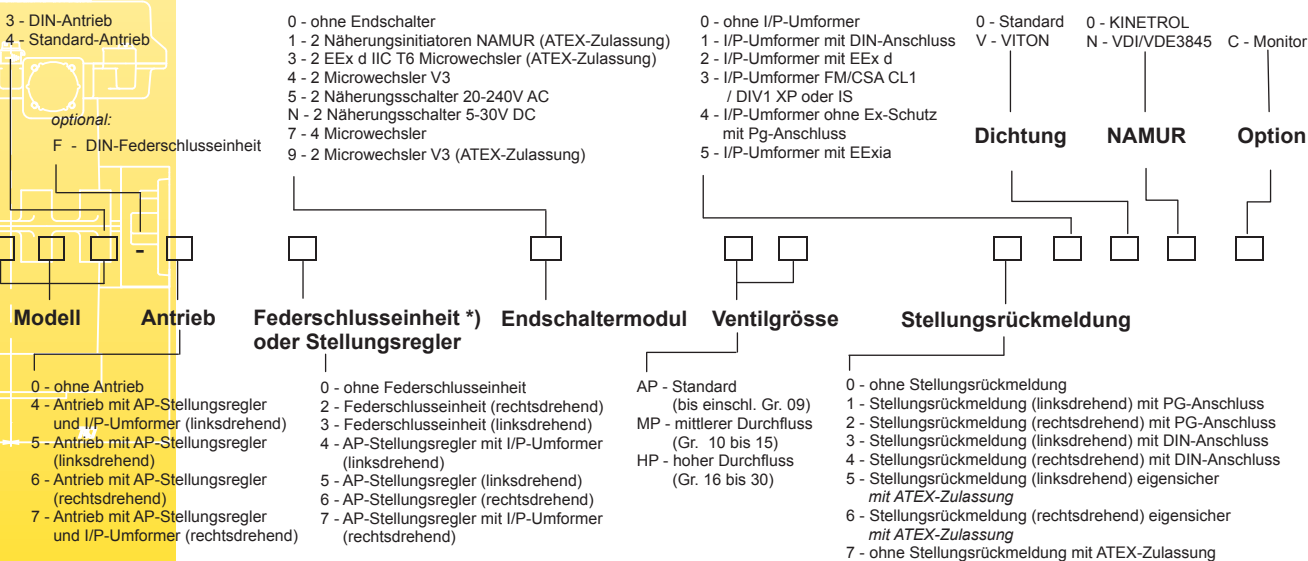 3 - DIN-Antrieb
4 - Standard-Antrieb
optional:
F - DIN-Federschlusseinheit
0 - ohne Endschalter
1 - 2 Näherungsinitiatoren NAMUR (ATEX-Zulassung)
3 - 2 EEx d IIC T6 Microwechsler (ATEX-Zulassung)
4 - 2 Microwechsler V3
5 - 2 Näherungsschalter 20-240V AC
N - 2 Näherungsschalter 5-30V DC
7 - 4 Microwechsler
9 - 2 Microwechsler V3 (ATEX-Zulassung)
0 - ohne I/P-Umformer
1 - I/P-Umformer mit DIN-Anschluss
2 - I/P-Umformer mit EEx d
3 - I/P-Umformer FM/CSA CL1
/ DIV1 XP oder IS
4 - I/P-Umformer ohne Ex-Schutz
mit Pg-Anschluss
5 - I/P-Umformer mit EExia
0 - Standard
V - VITON
Dichtung
0 - KINETROL
N - VDI/VDE3845
NAMUR
C - Monitor
Option
-
Modell
Antrieb
0 - ohne Antrieb
4 - Antrieb mit AP-Stellungsregler
und I/P-Umformer (linksdrehend)
5 - Antrieb mit AP-Stellungsregler
(linksdrehend)
6 - Antrieb mit AP-Stellungsregler
(rechtsdrehend)
7 - Antrieb mit AP-Stellungsregler
und I/P-Umformer (rechtsdrehend)
Federschlusseinheit *)
oder Stellungsregler
0 - ohne Federschlusseinheit
2 - Federschlusseinheit (rechtsdrehend)
3 - Federschlusseinheit (linksdrehend)
4 - AP-Stellungsregler mit I/P-Umformer
(linksdrehend)
5 - AP-Stellungsregler (linksdrehend)
6 - AP-Stellungsregler (rechtsdrehend)
7 - AP-Stellungsregler mit I/P-Umformer
(rechtsdrehend)
Endschaltermodul
Ventilgrösse
AP - Standard
(bis einschl. Gr. 09)
MP - mittlerer Durchfluss
(Gr. 10 bis 15)
HP - hoher Durchfluss
(Gr. 16 bis 30)
Stellungsrückmeldung
0 - ohne Stellungsrückmeldung
1 - Stellungsrückmeldung (linksdrehend) mit PG-Anschluss
2 - Stellungsrückmeldung (rechtsdrehend) mit PG-Anschluss
3 - Stellungsrückmeldung (linksdrehend) mit DIN-Anschluss
4 - Stellungsrückmeldung (rechtsdrehend) mit DIN-Anschluss
5 - Stellungsrückmeldung (linksdrehend) eigensicher
mit ATEX-Zulassung
6 - Stellungsrückmeldung (rechtsdrehend) eigensicher
mit ATEX-Zulassung
7 - ohne Stellungsrückmeldung mit ATEX-Zulassung